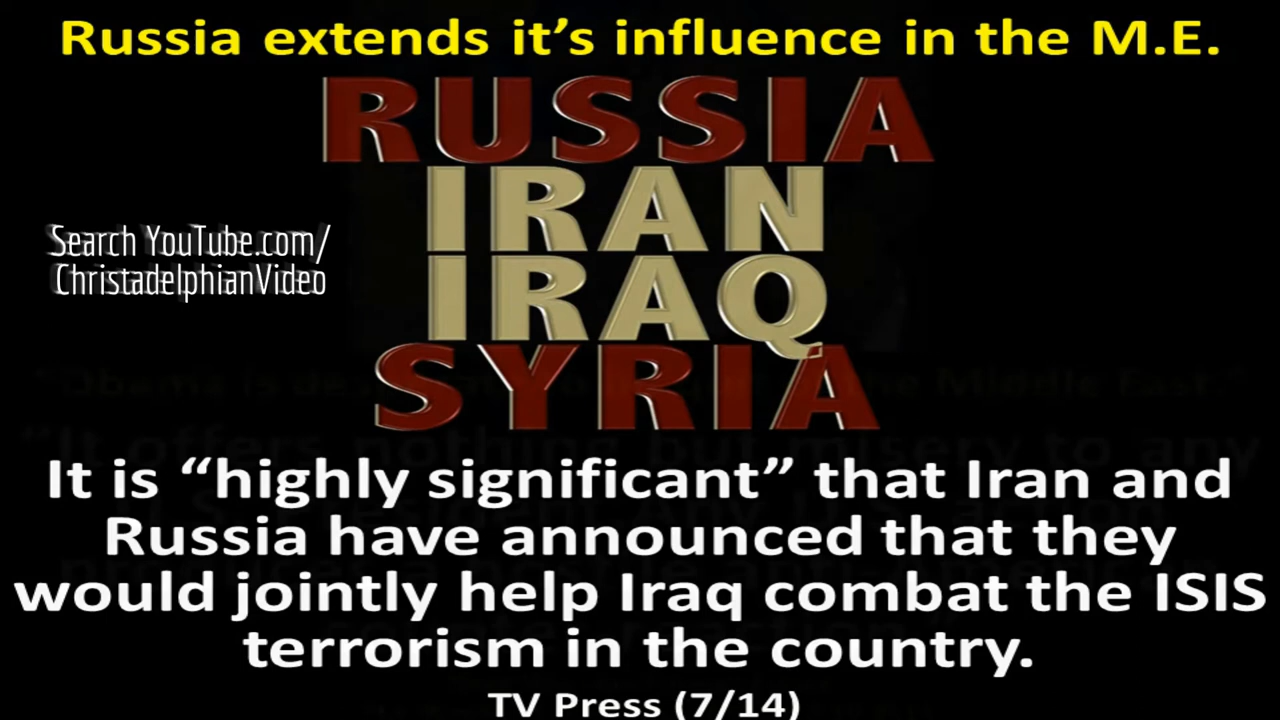 Russia extends it’s influence in the M.E.
RUSSIA
IRAN
IRAQ
SYRIA
Search YouTube.com/
ChristadelphianVideo
It is “highly significant” that Iran and
Russia have announced that they
would jointly help Iraq combat the ISIS
terrorism in the country.
TV Press (7/14)